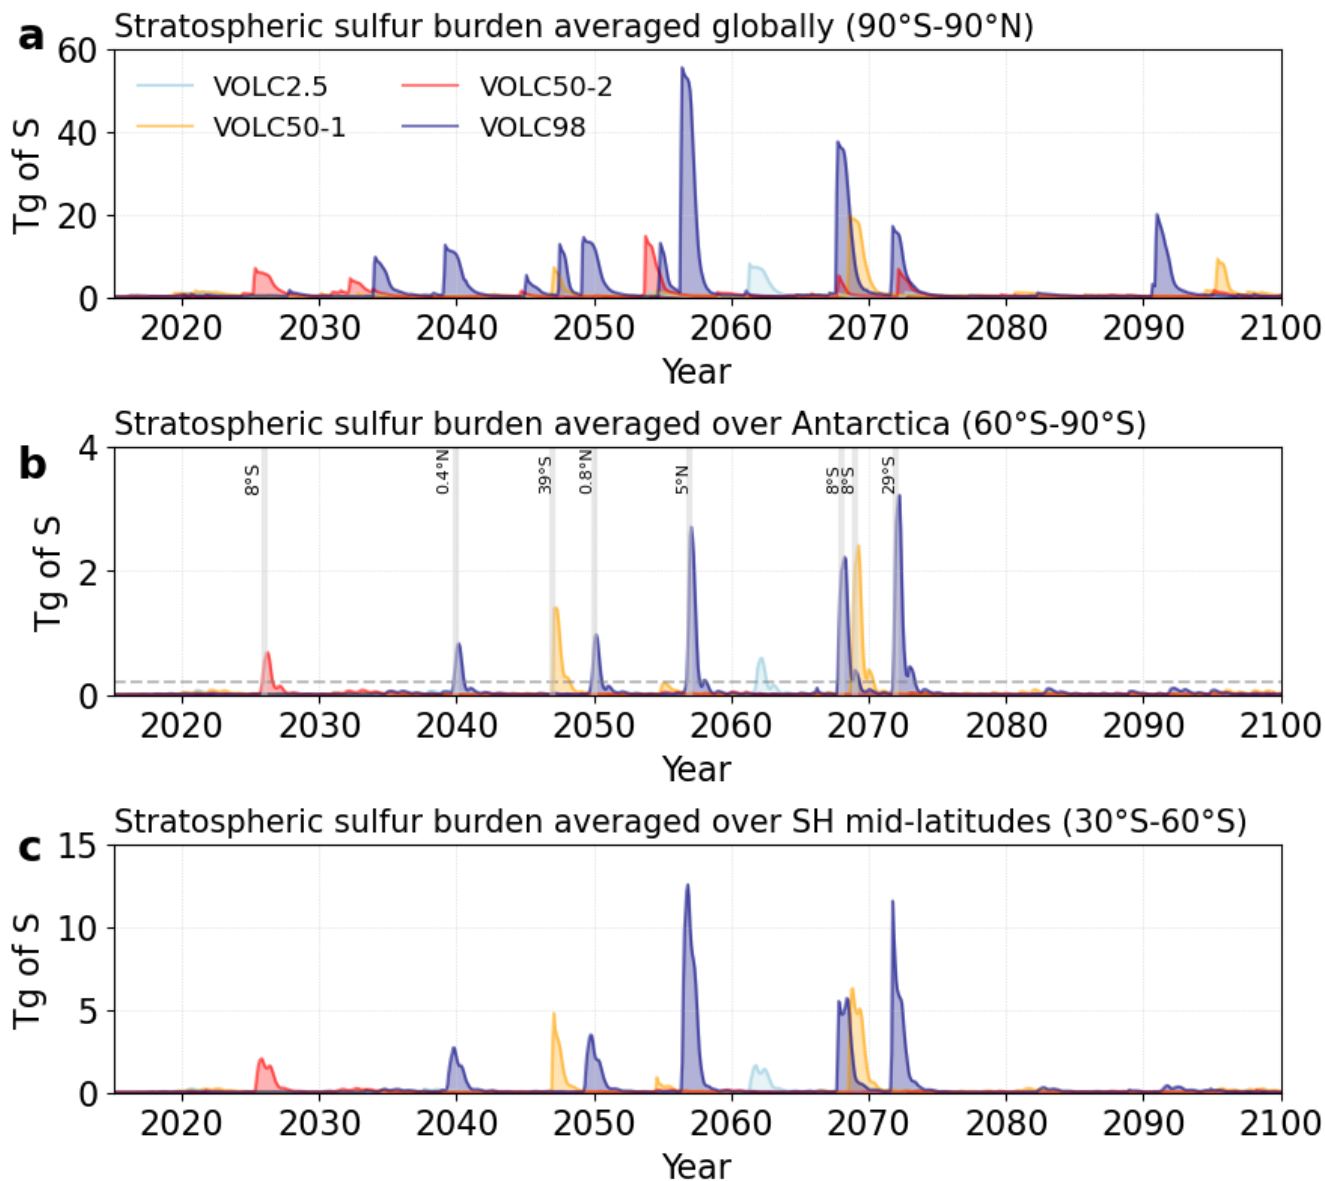 a Stratospheric sulfur burden averaged globally (90°S-90°N)
60
40
20
0
Tg of S
VOLC2.5
VOLC50-1
VOLC50-2
VOLC98
2020 2030 2040 2050 2060 2070 2080 2090 2100
Year
b Stratospheric sulfur burden averaged over Antarctica (60°S-90°S)
4
2
0
Tg of S
8°S 0.4°N 39°S 0.8°N 5°N 8°S 8°S 29°S
2020 2030 2040 2050 2060 2070 2080 2090 2100
Year
c Stratospheric sulfur burden averaged over SH mid-latitudes (30°S-60°S)
15
10
5
0
Tg of S
2020 2030 2040 2050 2060 2070 2080 2090 2100
Year